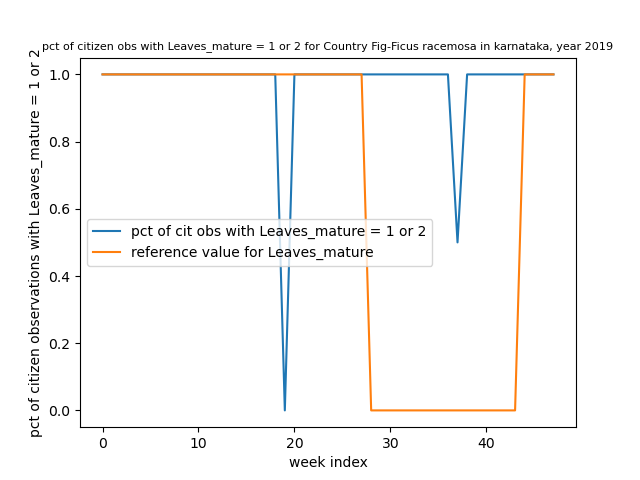 pct of citizen obs with Leaves_mature = 1 or 2 for Country Fig-Ficus racemosa in karnataka, year 2019
pct of citizen observations with Leaves_mature = 1 or 2
1.0
0.8
0.6
0.4
0.2
0.0
pct of cit obs with Leaves_mature = 1 or 2
reference value for Leaves_mature
0 10 20 30 40
week index